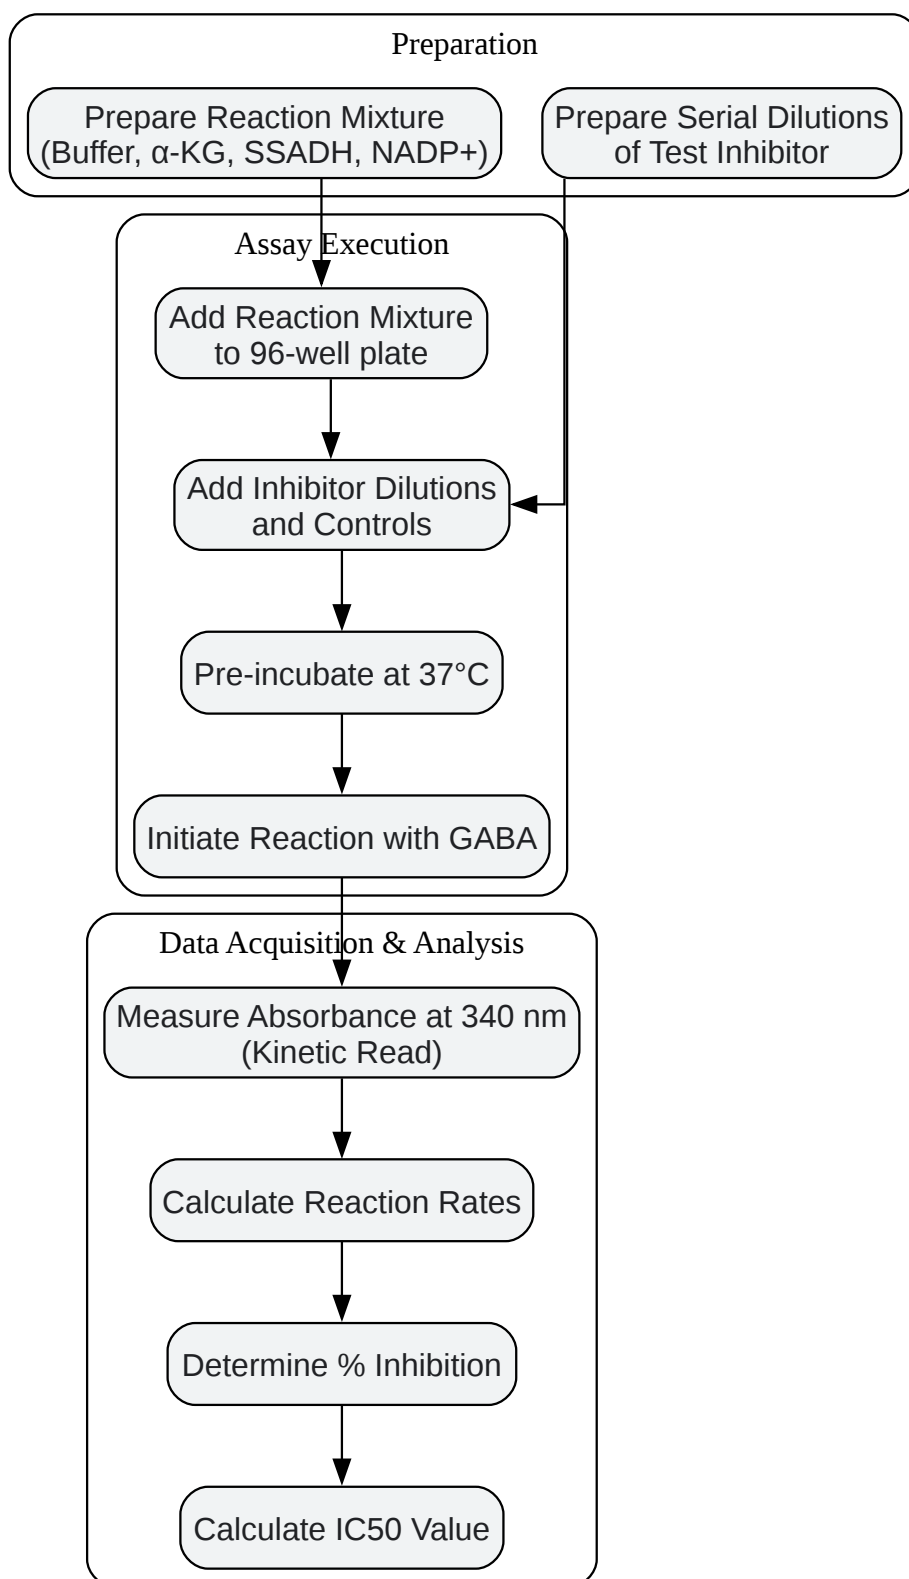 Preparation
Prepare Reaction Mixture
(Buffer, α-KG, SSADH, NADP+)
Prepare Serial Dilutions
of Test Inhibitor
Assay Execution
Add Reaction Mixture
to 96-well plate
Add Inhibitor Dilutions
and Controls
Pre-incubate at 37°C
Initiate Reaction with GABA
Data Acquisition & Analysis
Measure Absorbance at 340 nm
(Kinetic Read)
Calculate Reaction Rates
Determine % Inhibition
Calculate IC50 Value